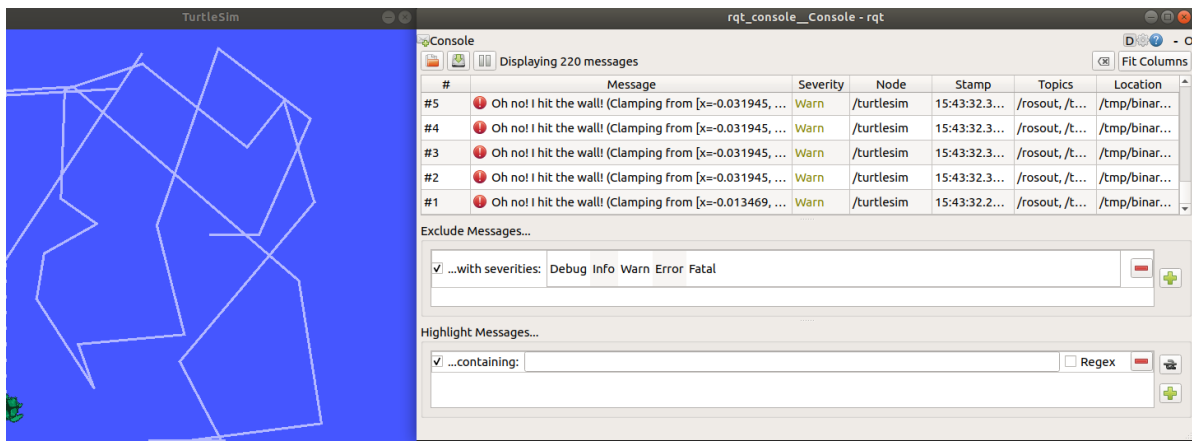 TurtleSim
rqt_console__Console - rqt
Console
D
- O
Displaying 220 messages
Fit Columns
# Message Severity Node Stamp Topics Location
#5 Oh no! I hit the wall! (Clamping from [x=-0.031945, ... Warn /turtlesim 15:43:32.3... /rosout, /t... /tmp/binar...
#4 Oh no! I hit the wall! (Clamping from [x=-0.031945, ... Warn /turtlesim 15:43:32.3... /rosout, /t... /tmp/binar...
#3 Oh no! I hit the wall! (Clamping from [x=-0.031945, ... Warn /turtlesim 15:43:32.3... /rosout, /t... /tmp/binar...
#2 Oh no! I hit the wall! (Clamping from [x=-0.031945, ... Warn /turtlesim 15:43:32.3... /rosout, /t... /tmp/binar...
#1 Oh no! I hit the wall! (Clamping from [x=-0.013469, ... Warn /turtlesim 15:43:32.2... /rosout, /t... /tmp/binar...
Exclude Messages...
...with severities: Debug Info Warn Error Fatal
Highlight Messages...
...containing: Regex